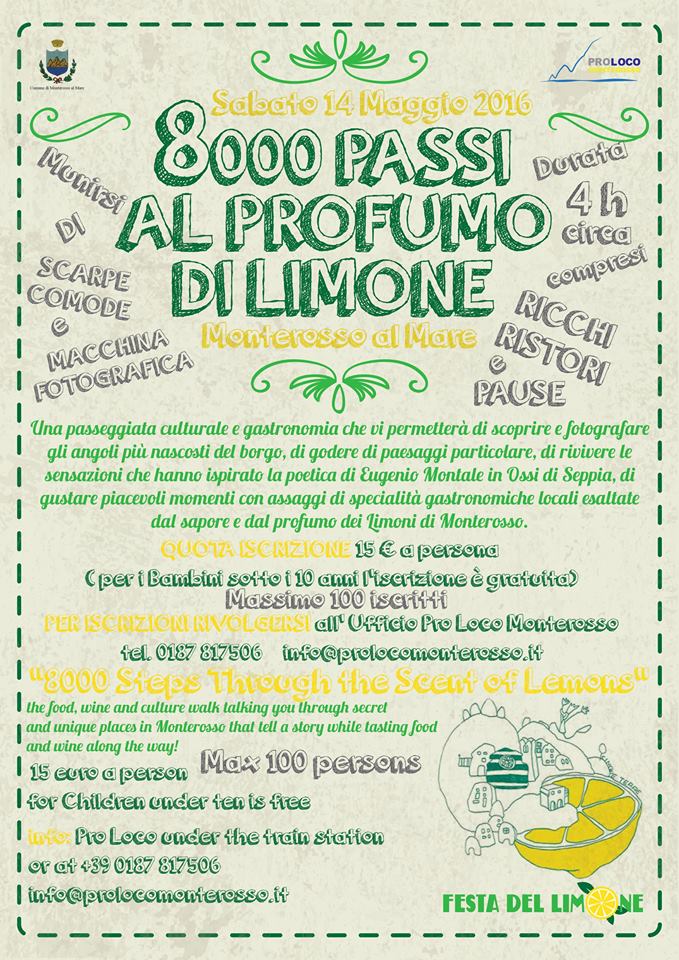 Comune di Monterosso al Mare
PROLOCO
monterosso
Sabato 14 Maggio 2016
8000 PASSI
AL PROFUMO
DI LIMONE
Monterosso al Mare
Munirsi
DI
SCARPE
COMODE
e
MACCHINA
FOTOGRAFICA
Durata
4 h
circa
compresi
RICCHI
RISTORI
e
PAUSE
Una passeggiata culturale e gastronomia che vi permetterà di scoprire e fotografare
gli angoli più nascosti del borgo, di godere di paesaggi particolare, di rivivere le
sensazioni che hanno ispirato la poetica di Eugenio Montale in Ossi di Seppia, di
gustare piacevoli momenti con assaggi di specialità gastronomiche locali esaltate
dal sapore e dal profumo dei Limoni di Monterosso.
QUOTA ISCRIZIONE 15 € a persona
( per i Bambini sotto i 10 anni l'iscrizione è gratuita)
Massimo 100 iscritti
PER ISCRIZIONI RIVOLGERSI all' Ufficio Pro Loco Monterosso
tel. 0187 817506 info@prolocomonterosso.it
"8000 Steps Through the Scent of Lemons"
the food, wine and culture walk talking you through secret
and unique places in Monterosso that tell a story while tasting food
and wine along the way!
15 euro a person Max 100 persons
for Children under ten is free
info: Pro Loco under the train station
or at +39 0187 817506
info@prolocomonterosso.it
TERRE
FESTA DEL LIMONE